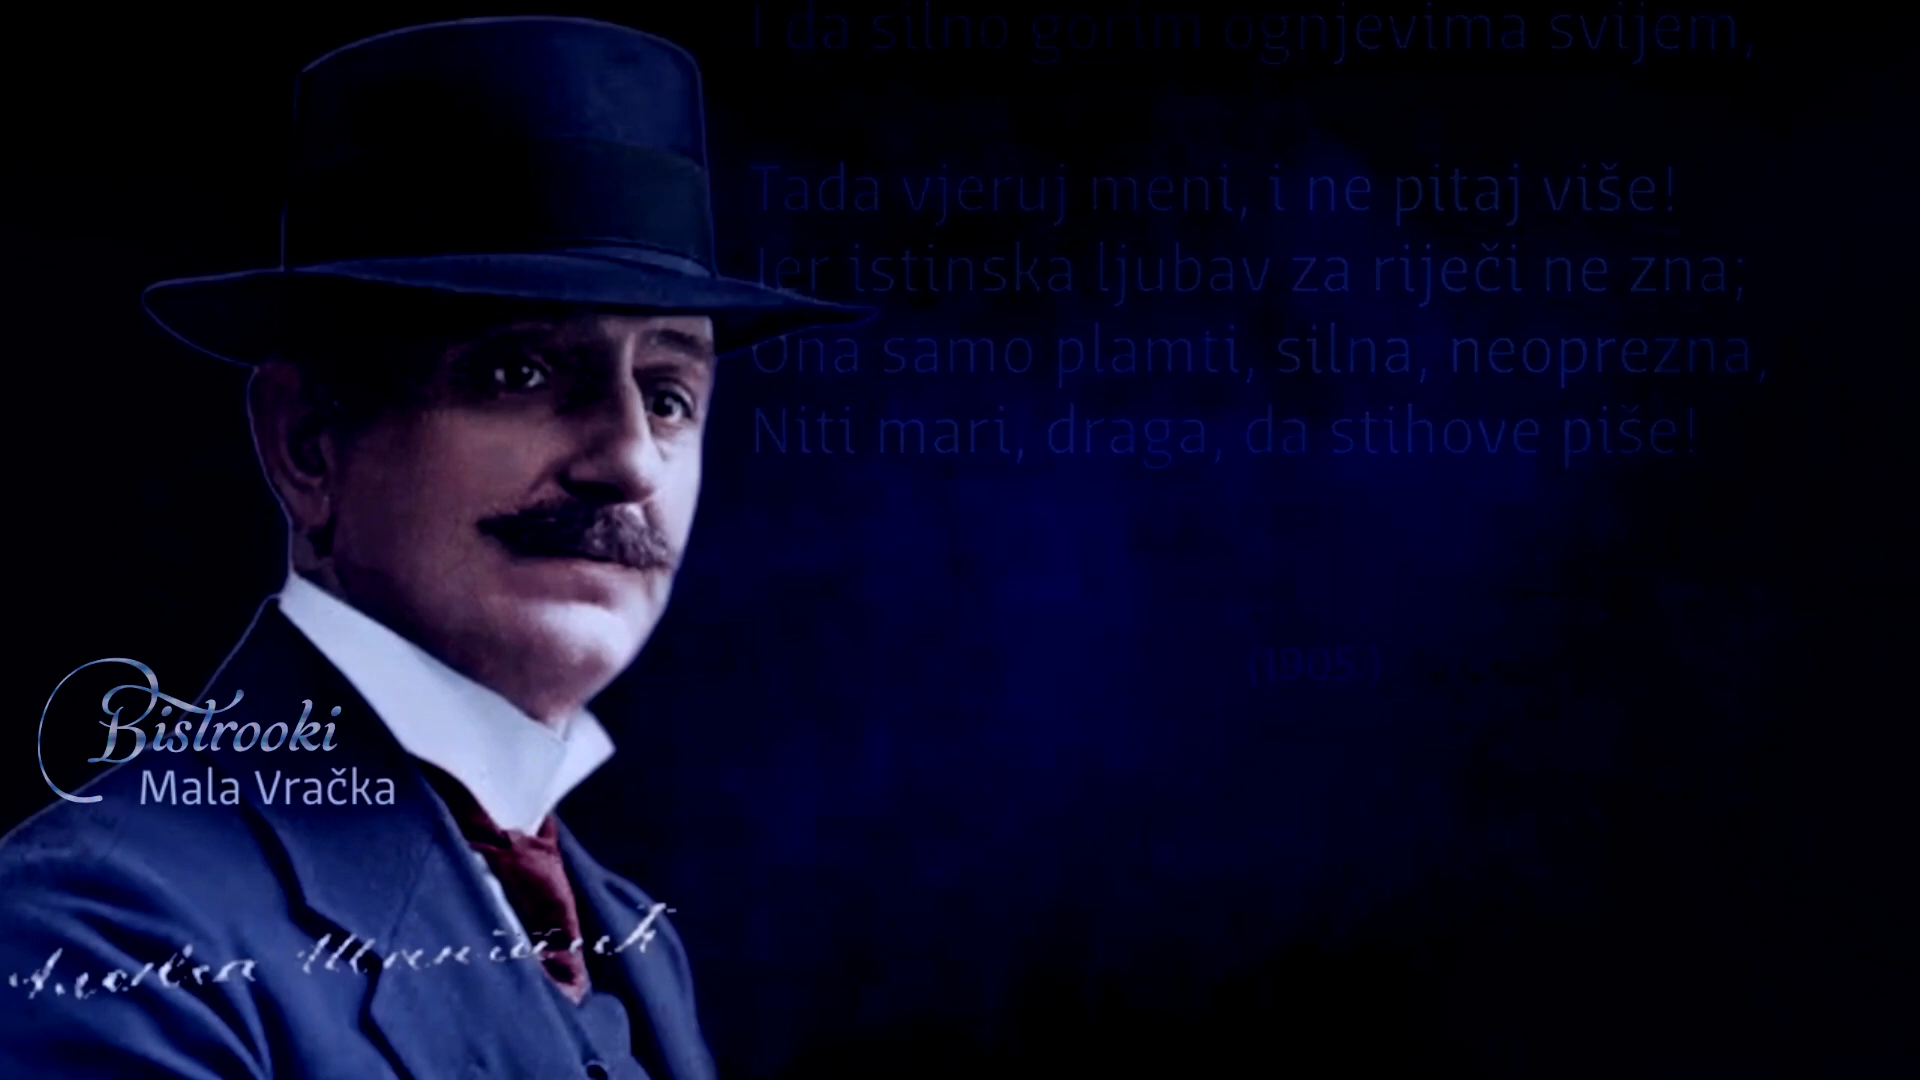 I da silno gorim ognjevima svijem,
Tada vjeruj meni, i ne pitaj više!
Jer istinska ljubav za riječi ne zna;
Ona samo plamti, silna, neoprezna,
Niti mari, draga, da stihove piše!
(1905.)
Bistrooki
Mala Vračka